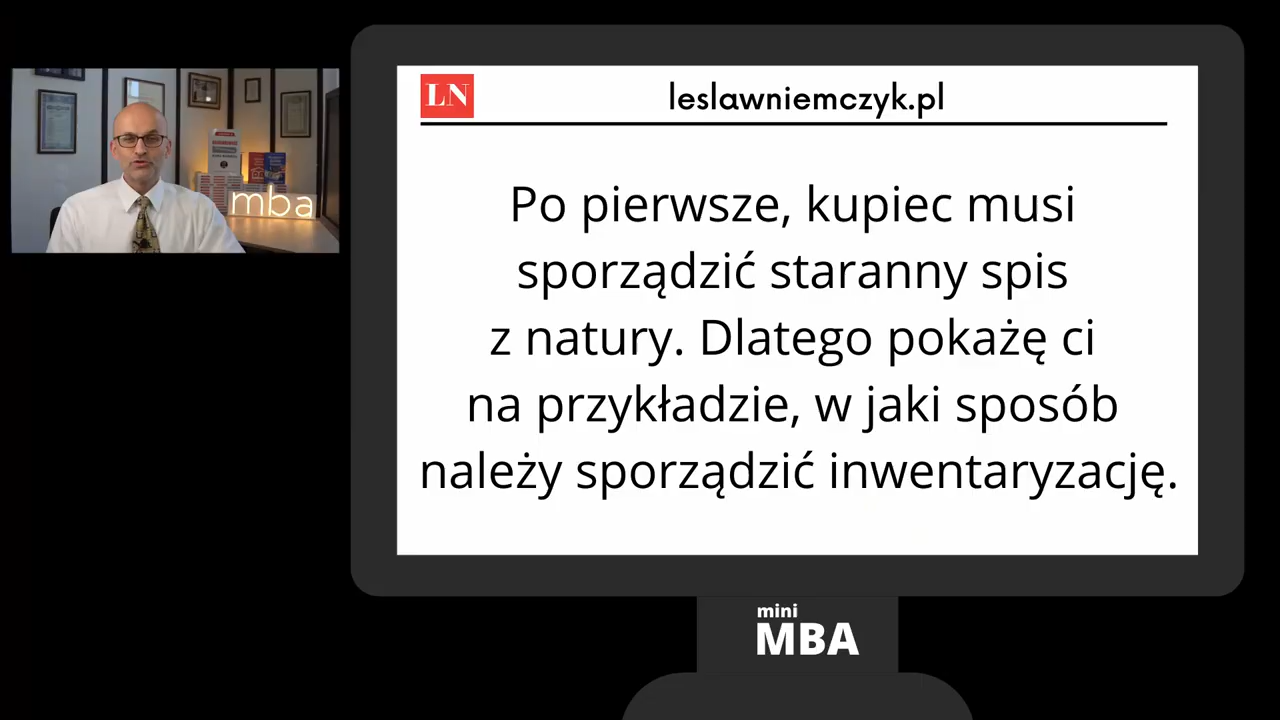 LN
leslawniemczyk.pl
Po pierwsze, kupiec musi
sporządzić staranny spis
z natury. Dlatego pokażę ci
na przykładzie, w jaki sposób
należy sporządzić inwentaryzację.
mba
mini
MBA